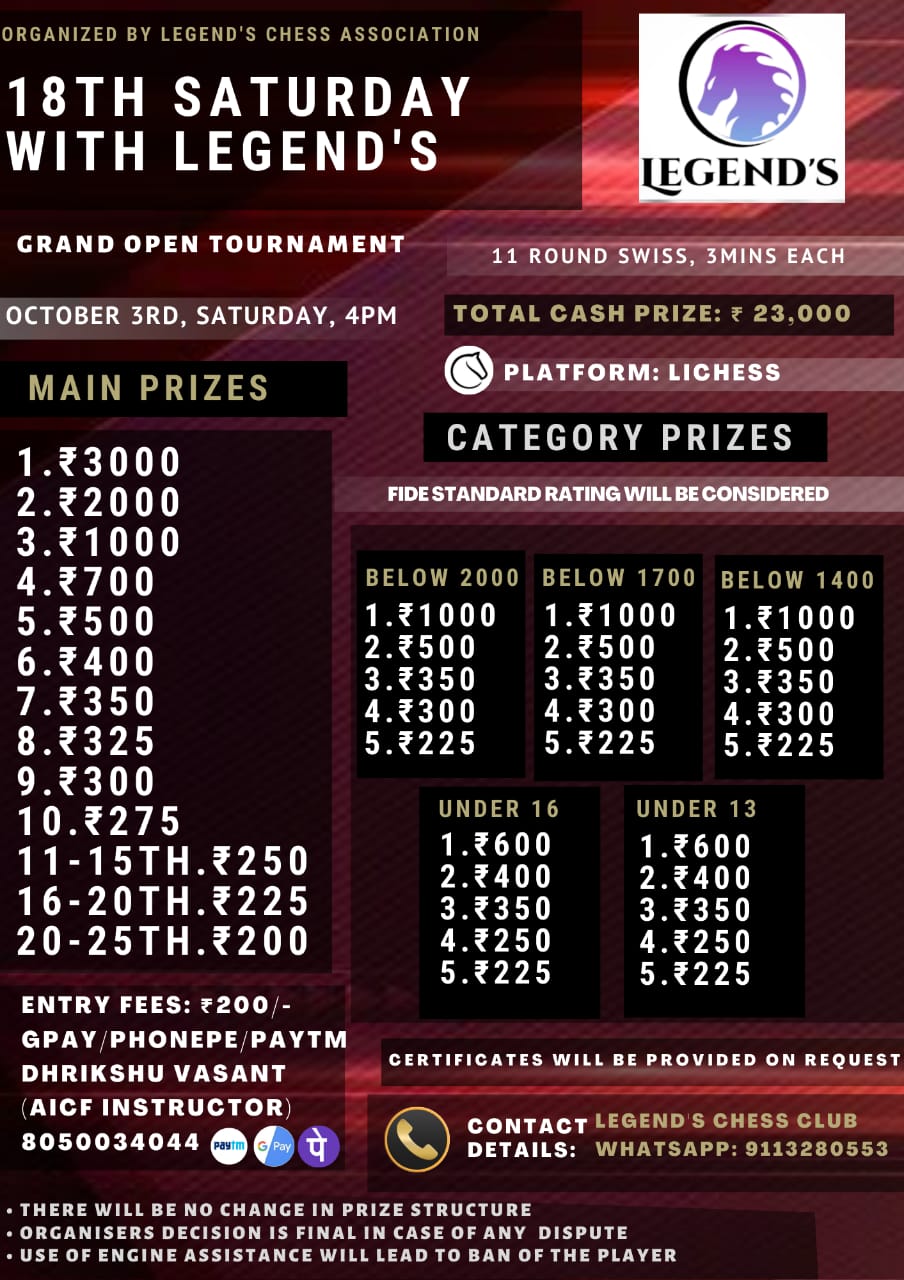 ORGANIZED BY LEGEND'S CHESS ASSOCIATION
18TH SATURDAY
WITH LEGEND'S
LEGEND'S
GRAND OPEN TOURNAMENT
11 ROUND SWISS, 3MINS EACH
OCTOBER 3RD, SATURDAY, 4PM
TOTAL CASH PRIZE: ₹ 23,000
PLATFORM: LICHESS
MAIN PRIZES
1.₹3000
2.₹2000
3.₹1000
4.₹700
5.₹500
6.₹400
7.₹350
8.₹325
9.₹300
10.₹275
11-15TH.₹250
16-20TH.₹225
20-25TH.₹200
CATEGORY PRIZES
FIDE STANDARD RATING WILL BE CONSIDERED
BELOW 2000
1.₹1000
2.₹500
3.₹350
4.₹300
5.₹225
BELOW 1700
1.₹1000
2.₹500
3.₹350
4.₹300
5.₹225
BELOW 1400
1.₹1000
2.₹500
3.₹350
4.₹300
5.₹225
UNDER 16
1.₹600
2.₹400
3.₹350
4.₹250
5.₹225
UNDER 13
1.₹600
2.₹400
3.₹350
4.₹250
5.₹225
ENTRY FEES: ₹200/-
GPAY/PHONEPE/PAYTM
DHRIKSHU VASANT
(AICF INSTRUCTOR)
8050034044 paytm G Pay पे
CERTIFICATES WILL BE PROVIDED ON REQUEST
CONTACT DETAILS:
LEGEND'S CHESS CLUB
WHATSAPP: 9113280553
• THERE WILL BE NO CHANGE IN PRIZE STRUCTURE
• ORGANISERS DECISION IS FINAL IN CASE OF ANY DISPUTE
• USE OF ENGINE ASSISTANCE WILL LEAD TO BAN OF THE PLAYER